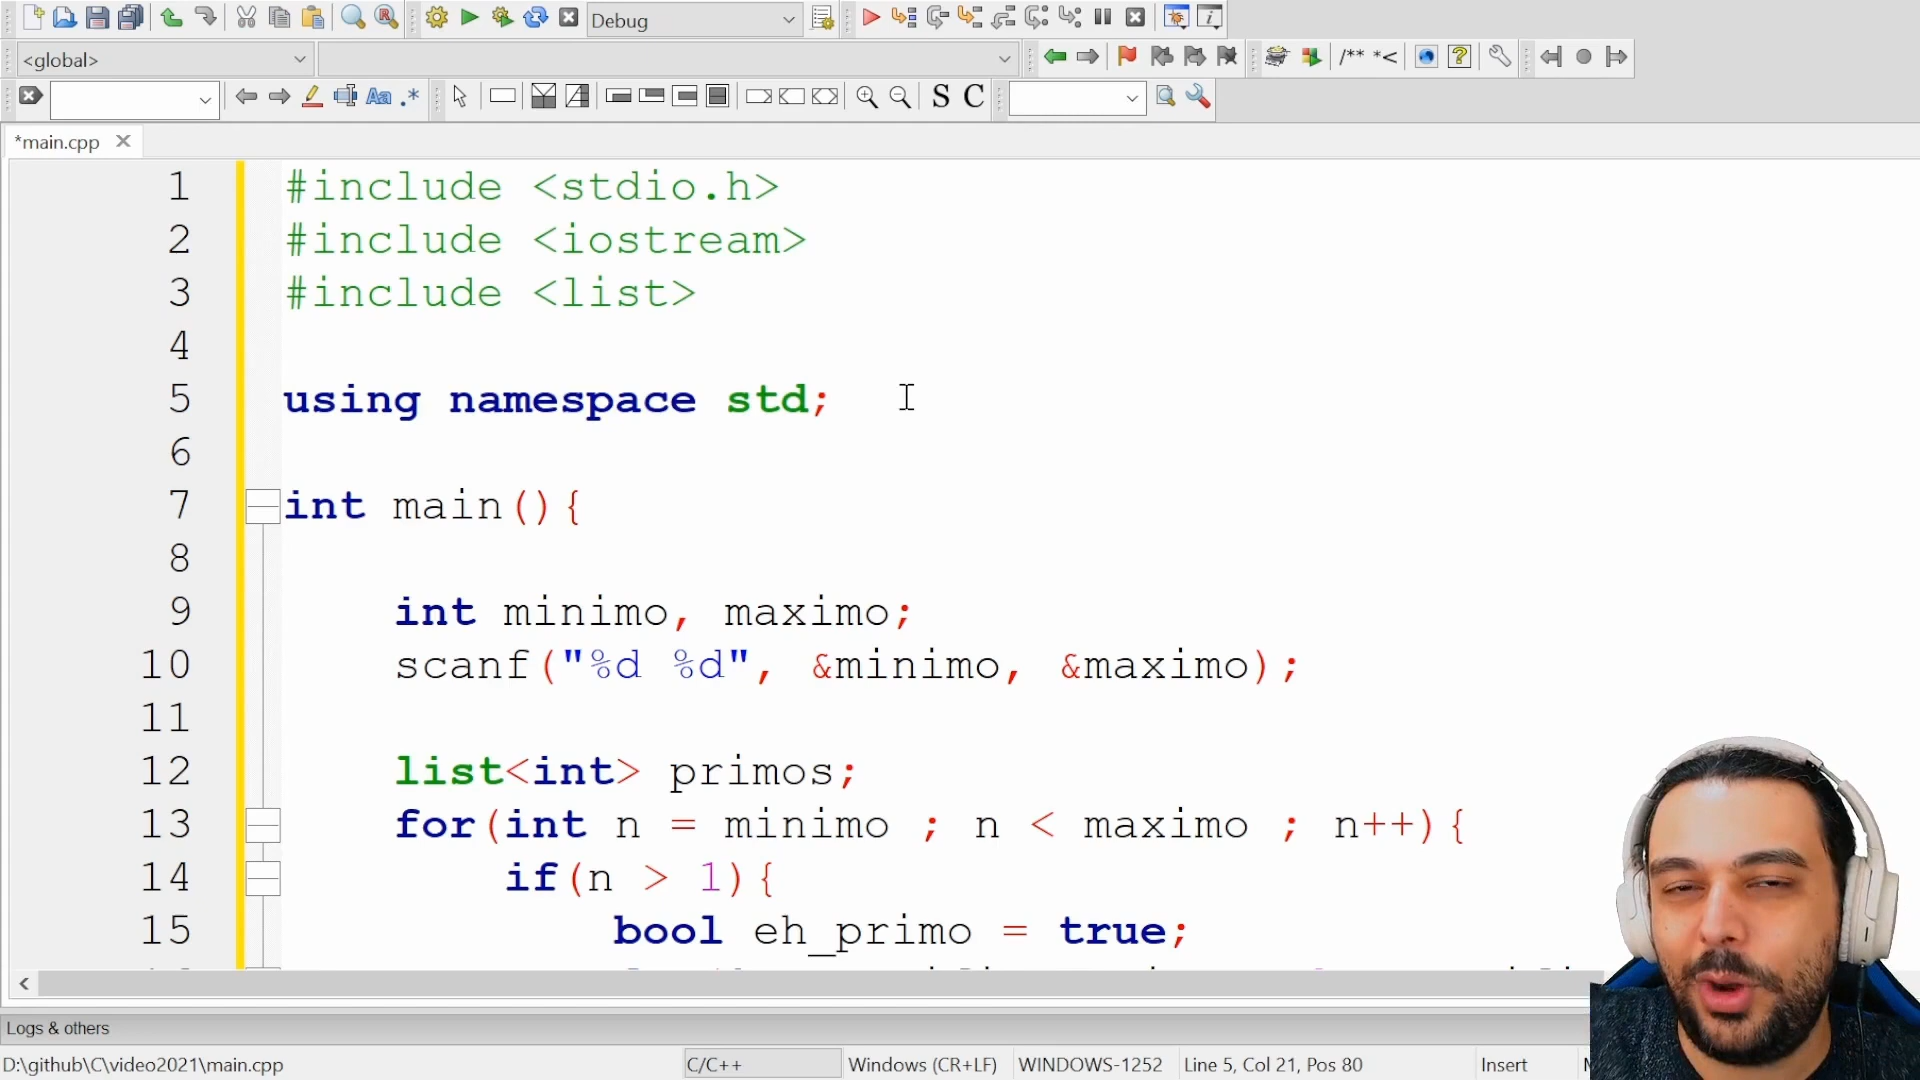 Debug
<global>
Aa .*
S C
/** *<
*main.cpp
1 #include <stdio.h>
2 #include <iostream>
3 #include <list>
4
5 using namespace std;
6
7 int main(){
8
9 int minimo, maximo;
10 scanf("%d %d", &minimo, &maximo);
11
12 list<int> primos;
13 for(int n = minimo ; n < maximo ; n++){
14 if(n > 1){
15 bool eh_primo = true;
Logs & others
D:\github\C\video2021\main.cpp C/C++ Windows (CR+LF) WINDOWS-1252 Line 5, Col 21, Pos 80 Insert